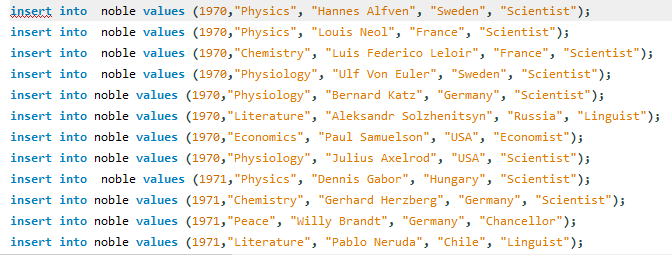 insert into  noble values (1970,"Physics", "Hannes Alfven", "Sweden", "Scientist");
insert into  noble values (1970,"Physics", "Louis Neol", "France", "Scientist");
insert into noble values (1970,"Chemistry", "Luis Federico Leloir", "France", "Scientist");
insert into  noble values (1970,"Physiology", "Ulf Von Euler", "Sweden", "Scientist");
insert into noble values (1970,"Physiology", "Bernard Katz", "Germany", "Scientist");
insert into noble values (1970,"Literature", "Aleksandr Solzhenitsyn", "Russia", "Linguist");
insert into noble values (1970,"Economics", "Paul Samuelson", "USA", "Economist");
insert into noble values (1970,"Physiology", "Julius Axelrod", "USA", "Scientist");
insert into  noble values (1971,"Physics", "Dennis Gabor", "Hungary", "Scientist");
insert into noble values (1971,"Chemistry", "Gerhard Herzberg", "Germany", "Scientist");
insert into noble values (1971,"Peace", "Willy Brandt", "Germany", "Chancellor");
insert into noble values (1971,"Literature", "Pablo Neruda", "Chile", "Linguist");